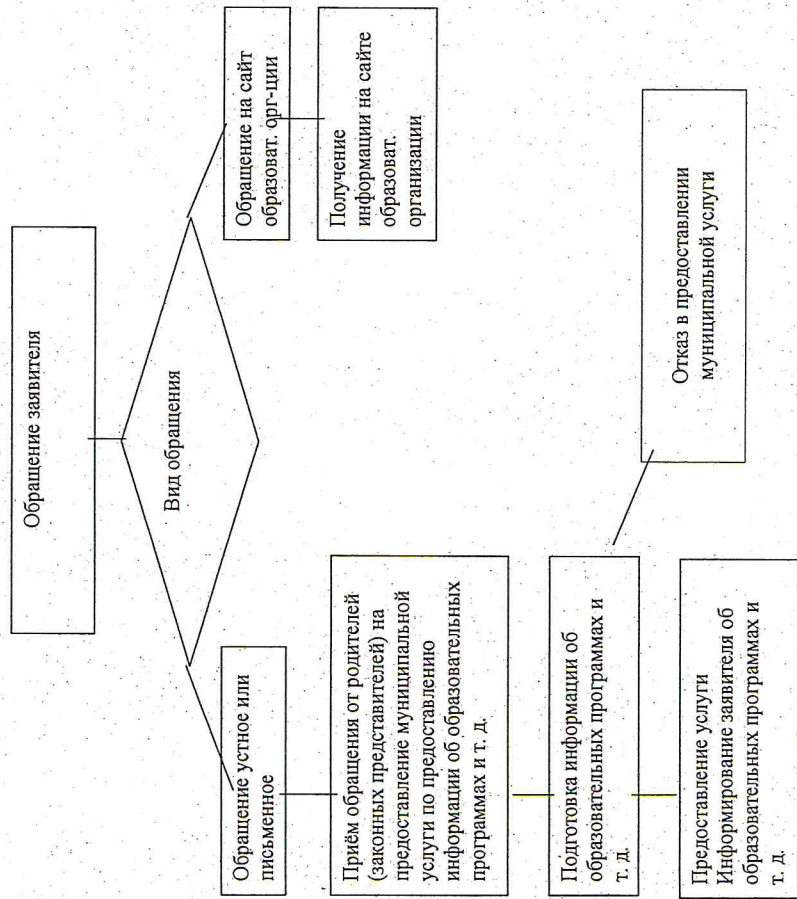 Обращение заявителя
Вид обращения
Обращение устное или
письменное
Обращение на сайт
образоват. орг-ции
Приём обращения от родителей
(законных представителей) на
предоставление муниципальной
услуги по предоставлению
информации об образовательных
программах и т. д.
Получение
информации на сайте
образоват.
организации
Подготовка информации об
образовательных программах и
т. д.
Отказ в предоставлении
муниципальной услуги
Предоставление услуги
Информирование заявителя об
образовательных программах и
т. д.